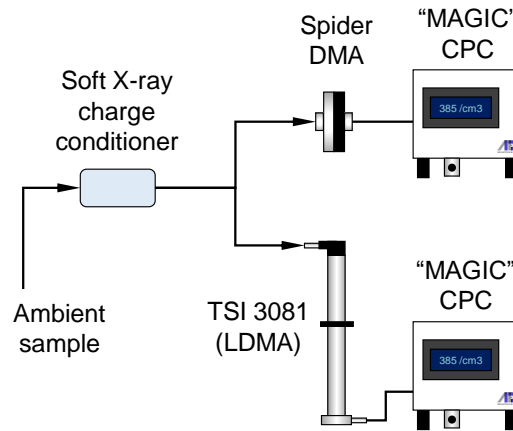 Spider
DMA
“MAGIC”
CPC
Soft X-ray
charge
conditioner
385 /cm3
Ambient
sample
TSI 3081
(LDMA)
“MAGIC”
CPC
385 /cm3